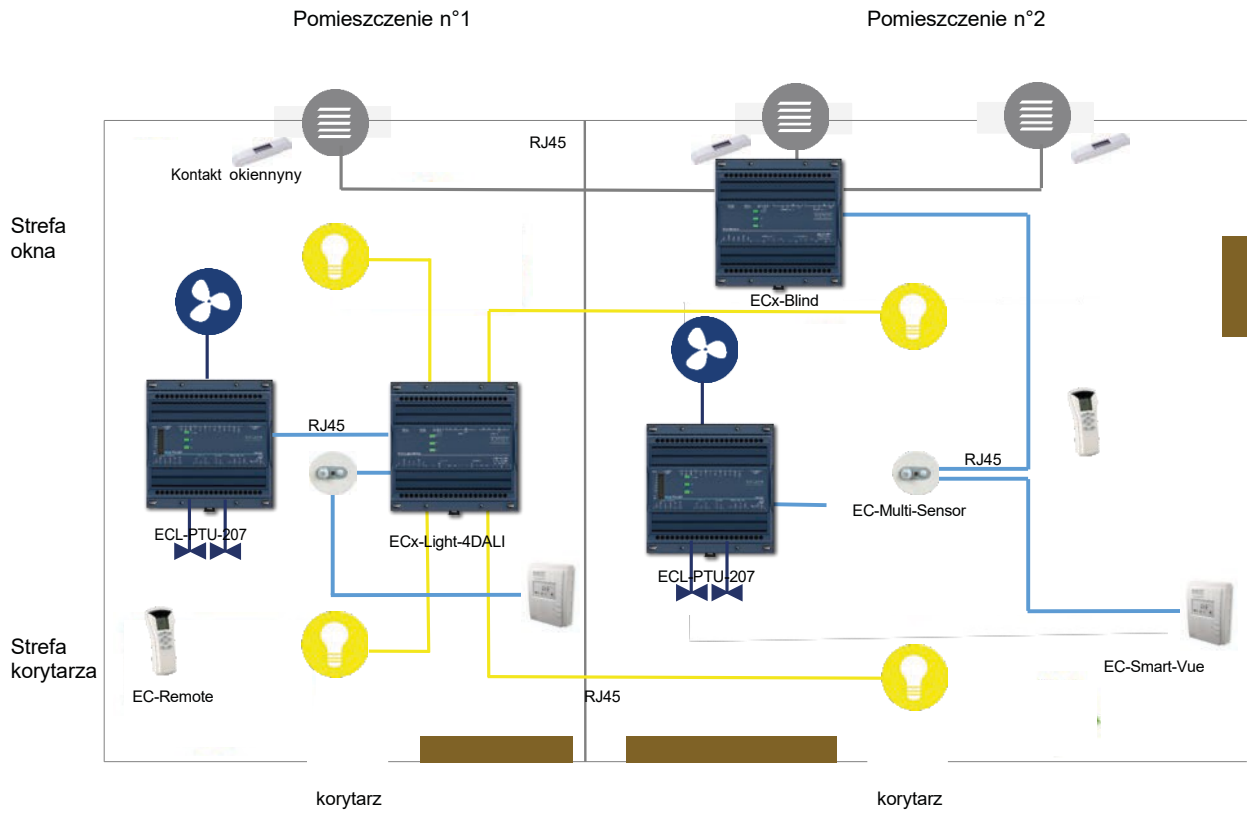 Pomieszczenie n°1
Pomieszczenie n°2
RJ45
Kontakt okiennyny
Strefa
okna
ECx-Blind
RJ45
RJ45
EC-Multi-Sensor
ECL-PTU-207
ECx-Light-4DALI
ECL-PTU-207
Strefa
korytarza
EC-Remote
EC-Smart-Vue
RJ45
korytarz
korytarz